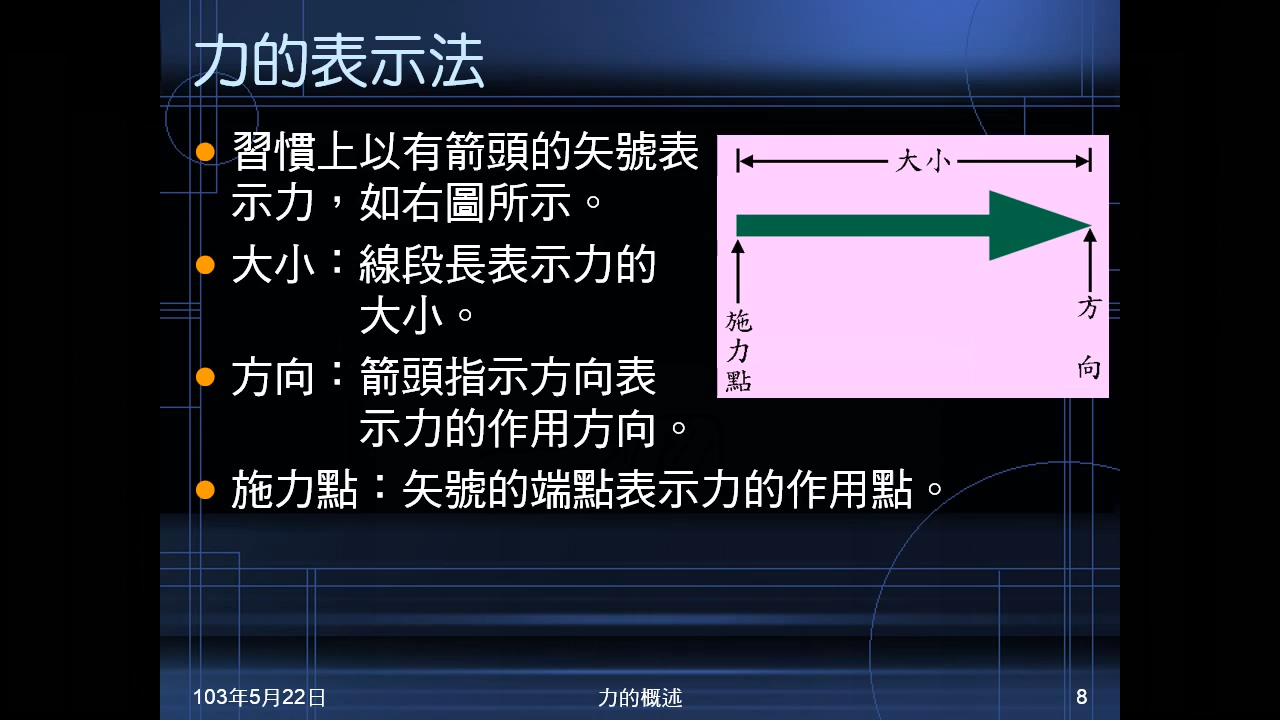 力的表示法
習慣上以有箭頭的矢號表
示力，如右圖所示。
大小：線段長表示力的
大小。
方向：箭頭指示方向表
示力的作用方向。
施力點：矢號的端點表示力的作用點。
大小
施力點
方向
103年5月22日
力的概述
8